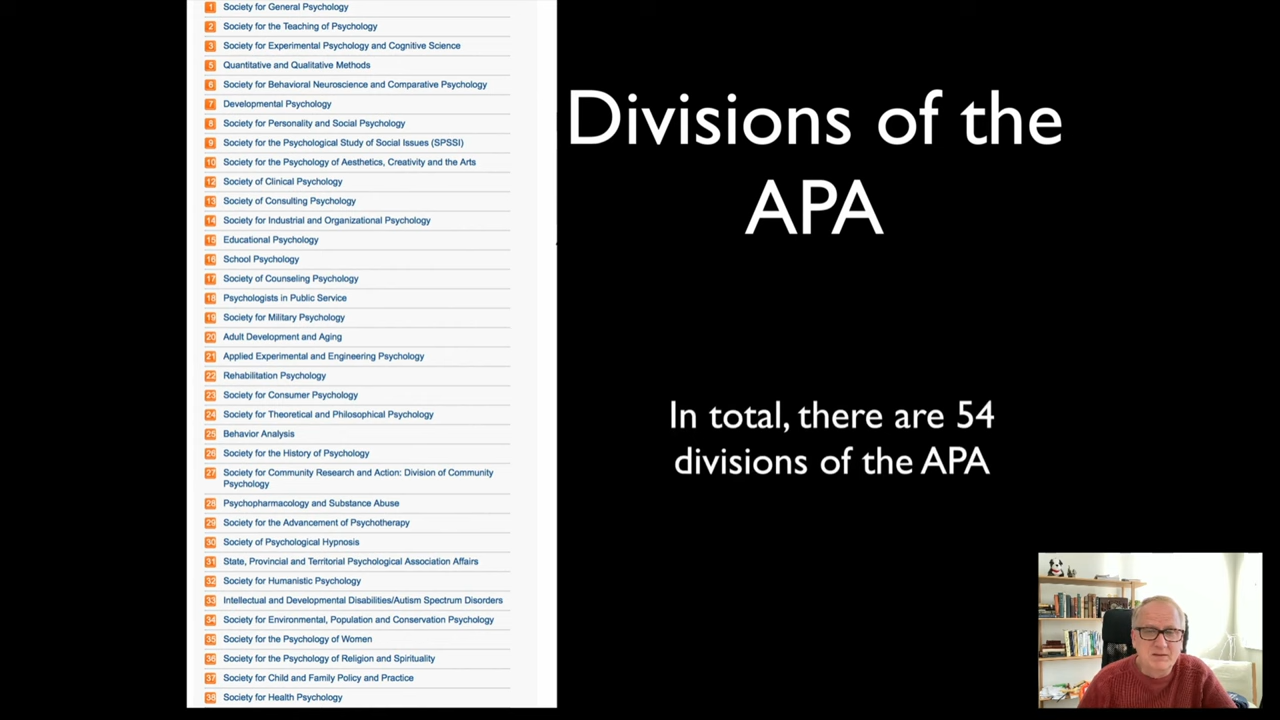 1 Society for General Psychology
2 Society for the Teaching of Psychology
3 Society for Experimental Psychology and Cognitive Science
5 Quantitative and Qualitative Methods
6 Society for Behavioral Neuroscience and Comparative Psychology
7 Developmental Psychology
8 Society for Personality and Social Psychology
9 Society for the Psychological Study of Social Issues (SPSSI)
10 Society for the Psychology of Aesthetics, Creativity and the Arts
12 Society of Clinical Psychology
13 Society of Consulting Psychology
14 Society for Industrial and Organizational Psychology
15 Educational Psychology
16 School Psychology
17 Society of Counseling Psychology
18 Psychologists in Public Service
19 Society for Military Psychology
20 Adult Development and Aging
21 Applied Experimental and Engineering Psychology
22 Rehabilitation Psychology
23 Society for Consumer Psychology
24 Society for Theoretical and Philosophical Psychology
25 Behavior Analysis
26 Society for the History of Psychology
27 Society for Community Research and Action: Division of Community
Psychology
28 Psychopharmacology and Substance Abuse
29 Society for the Advancement of Psychotherapy
30 Society of Psychological Hypnosis
31 State, Provincial and Territorial Psychological Association Affairs
32 Society for Humanistic Psychology
33 Intellectual and Developmental Disabilities/Autism Spectrum Disorders
34 Society for Environmental, Population and Conservation Psychology
35 Society for the Psychology of Women
36 Society for the Psychology of Religion and Spirituality
37 Society for Child and Family Policy and Practice
38 Society for Health Psychology
Divisions of the
APA
In total, there are 54
divisions of the APA